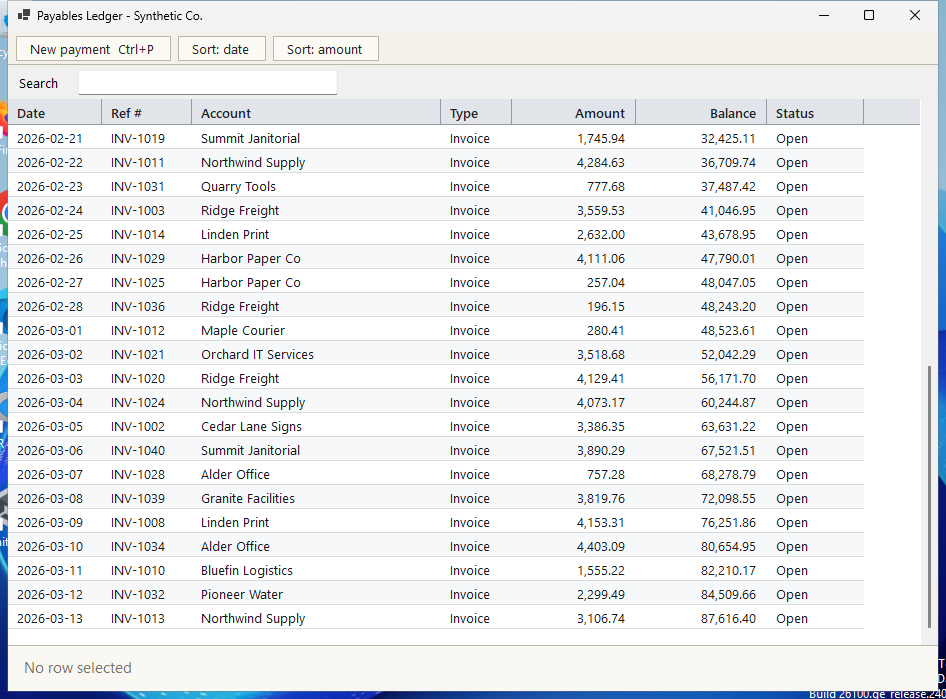 Payables Ledger - Synthetic Co.
New payment Ctrl+P Sort: date Sort: amount
Search
Date Ref # Account Type Amount Balance Status
2026-02-21 INV-1019 Summit Janitorial Invoice 1,745.94 32,425.11 Open
2026-02-22 INV-1011 Northwind Supply Invoice 4,284.63 36,709.74 Open
2026-02-23 INV-1031 Quarry Tools Invoice 777.68 37,487.42 Open
2026-02-24 INV-1003 Ridge Freight Invoice 3,559.53 41,046.95 Open
2026-02-25 INV-1014 Linden Print Invoice 2,632.00 43,678.95 Open
2026-02-26 INV-1029 Harbor Paper Co Invoice 4,111.06 47,790.01 Open
2026-02-27 INV-1025 Harbor Paper Co Invoice 257.04 48,047.05 Open
2026-02-28 INV-1036 Ridge Freight Invoice 196.15 48,243.20 Open
2026-03-01 INV-1012 Maple Courier Invoice 280.41 48,523.61 Open
2026-03-02 INV-1021 Orchard IT Services Invoice 3,518.68 52,042.29 Open
2026-03-03 INV-1020 Ridge Freight Invoice 4,129.41 56,171.70 Open
2026-03-04 INV-1024 Northwind Supply Invoice 4,073.17 60,244.87 Open
2026-03-05 INV-1002 Cedar Lane Signs Invoice 3,386.35 63,631.22 Open
2026-03-06 INV-1040 Summit Janitorial Invoice 3,890.29 67,521.51 Open
2026-03-07 INV-1028 Alder Office Invoice 757.28 68,278.79 Open
2026-03-08 INV-1039 Granite Facilities Invoice 3,819.76 72,098.55 Open
2026-03-09 INV-1008 Linden Print Invoice 4,153.31 76,251.86 Open
2026-03-10 INV-1034 Alder Office Invoice 4,403.09 80,654.95 Open
2026-03-11 INV-1010 Bluefin Logistics Invoice 1,555.22 82,210.17 Open
2026-03-12 INV-1032 Pioneer Water Invoice 2,299.49 84,509.66 Open
2026-03-13 INV-1013 Northwind Supply Invoice 3,106.74 87,616.40 Open
No row selected
Build 26100.ge_release.240